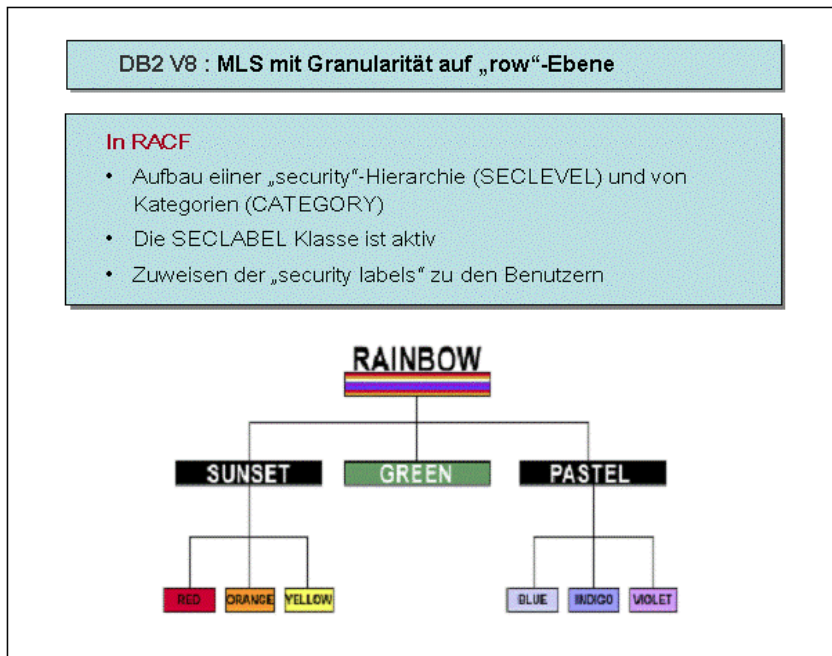 DB2 V8 : MLS mit Granularität auf „row“-Ebene
In RACF
• Aufbau eiiner „security“-Hierarchie (SECLEVEL) und von
Kategorien (CATEGORY)
• Die SECLABEL Klasse ist aktiv
• Zuweisen der „security labels“ zu den Benutzern
RAINBOW
SUNSET GREEN PASTEL
RED ORANGE YELLOW BLUE INDIGO VIOLET